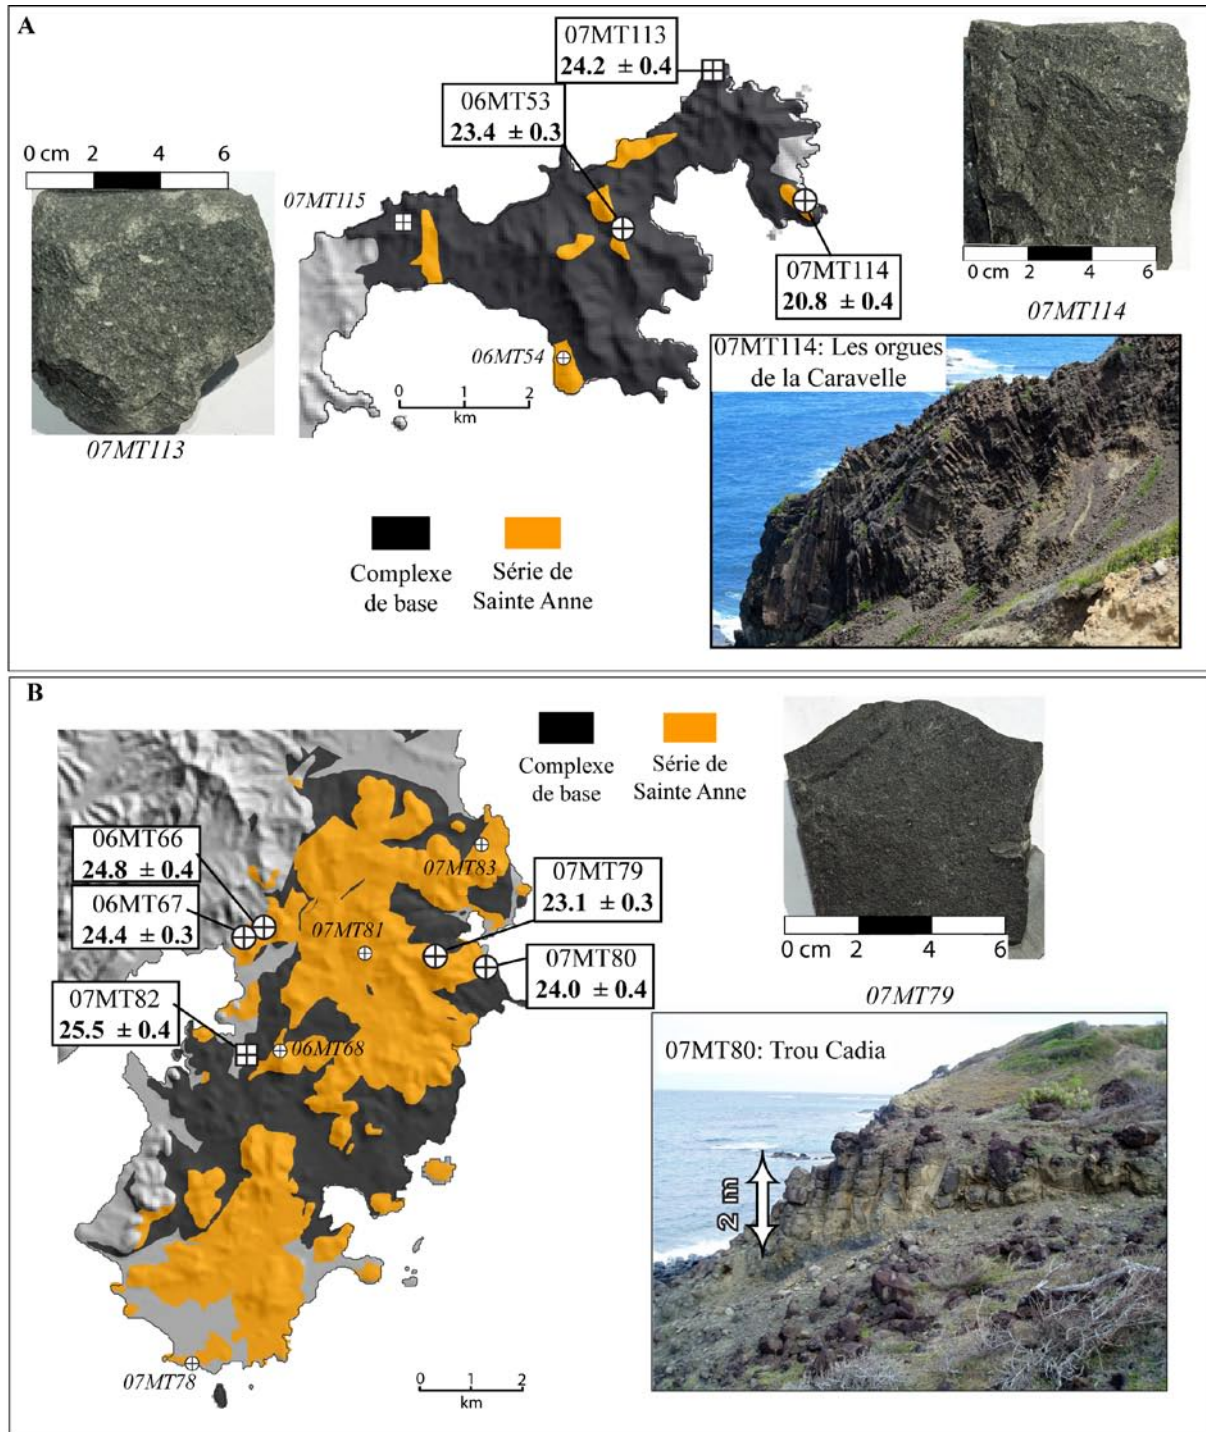 A
07MT113
24.2 ± 0.4
06MT53
23.4 ± 0.3
0 cm 2 4 6
07MT115
07MT113
07MT114
20.8 ± 0.4
06MT54
0 1 2
km
0 cm 2 4 6
07MT114
07MT114: Les orgues
de la Caravelle
Complexe
de base
Série de
Sainte Anne
B
Complexe
de base
Série de
Sainte Anne
06MT66
24.8 ± 0.4
06MT67
24.4 ± 0.3
07MT82
25.5 ± 0.4
07MT83
07MT81
07MT79
23.1 ± 0.3
07MT80
24.0 ± 0.4
06MT68
07MT78
0 1 2
km
0 cm 2 4 6
07MT79
07MT80: Trou Cadia
2 m